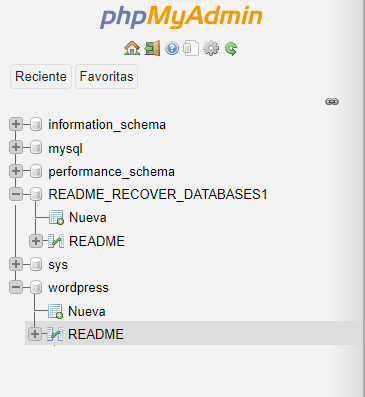 phpMyAdmin
Reciente Favoritas
information_schema
mysql
performance_schema
README_RECOVER_DATABASES1
Nueva
README
sys
wordpress
Nueva
README